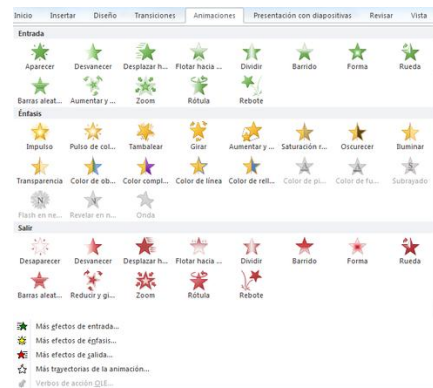 Inicio Insertar Diseño Transiciones Animaciones Presentación con diapositivas Revisar Vista
Entrada
Aparecer Desvanecer Desplazar h... Flotar hacia ... Dividir Barrido Forma Rueda
Barras aleat... Aumentar y ... Zoom Rótula Rebote
Énfasis
Impulso Pulso de col... Tambalear Girar Aumentar y ... Saturación r... Oscurecer Iluminar
Transparencia Color de ob... Color compl... Color de línea Color de rell... Color de pi... Color de fu... Subrayado
Flash en ne... Revelar en n... Onda
Salir
Desaparecer Desvanecer Desplazar h... Flotar hacia ... Dividir Barrido Forma Rueda
Barras aleat... Reducir y gi... Zoom Rótula Rebote
Más efectos de entrada...
Más efectos de énfasis...
Más efectos de salida...
Más trayectorias de la animación...
Verbos de acción OLE...